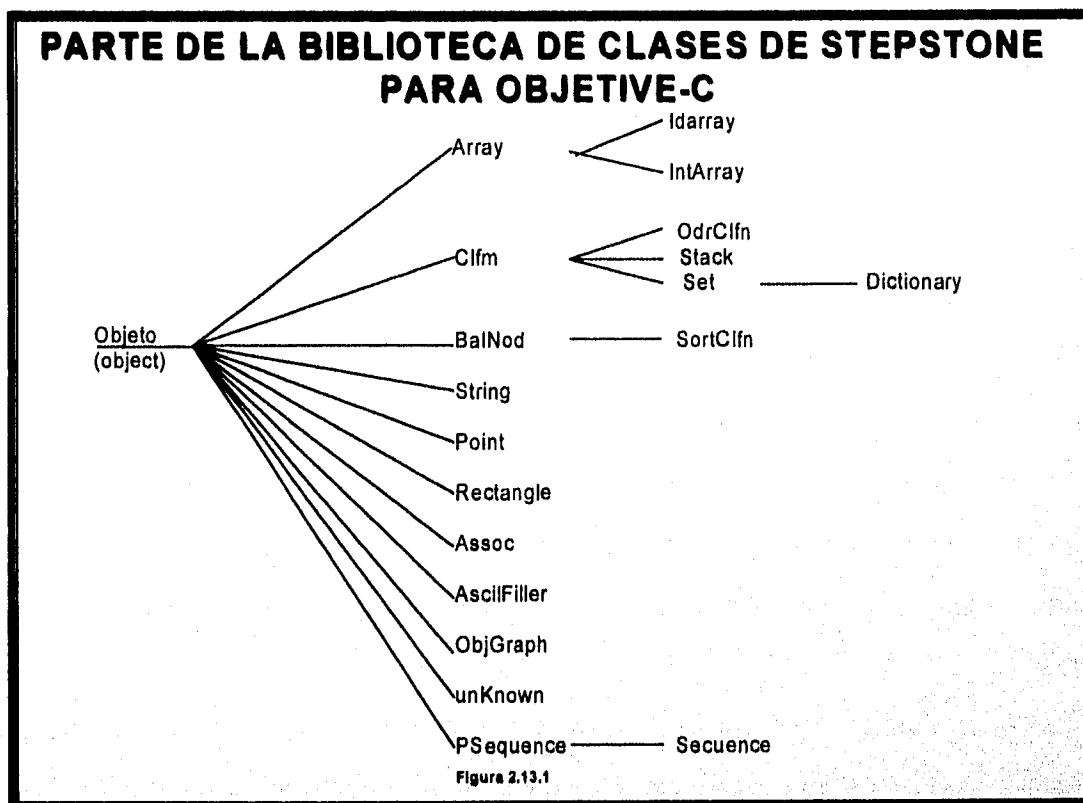 PARTE DE LA BIBLIOTECA DE CLASES DE STEPSTONE
PARA OBJETIVE-C
Array
Idarray
IntArray
Clfm
OdrClfn
Stack
Set
Dictionary
Objeto
(object)
BalNod
SortClfn
String
Point
Rectangle
Assoc
AscilFiller
ObjGraph
unKnown
PSequence
Secuence
Figura 2.13.1